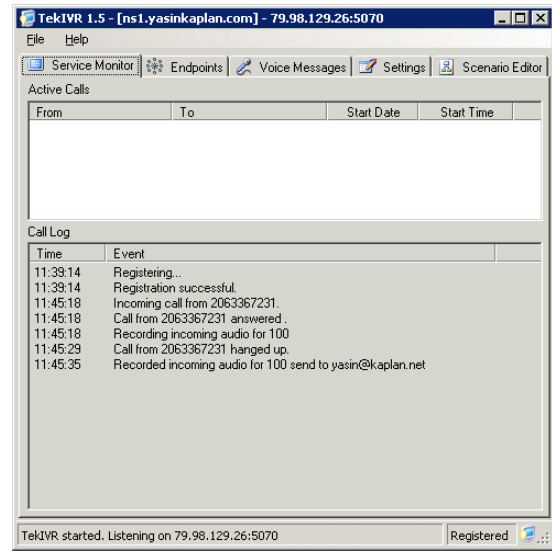 TekIVR 1.5 - [ns1.yasinkaplan.com] - 79.98.129.26:5070
File Help
Service Monitor Endpoints Voice Messages Settings Scenario Editor
Active Calls
From To Start Date Start Time
Call Log
Time Event
11:39:14 Registering...
11:39:14 Registration successful.
11:45:18 Incoming call from 2063367231.
11:45:18 Call from 2063367231 answered .
11:45:18 Recording incoming audio for 100
11:45:29 Call from 2063367231 hanged up.
11:45:35 Recorded incoming audio for 100 send to yasin@kaplan.net
TekIVR started. Listening on 79.98.129.26:5070 Registered